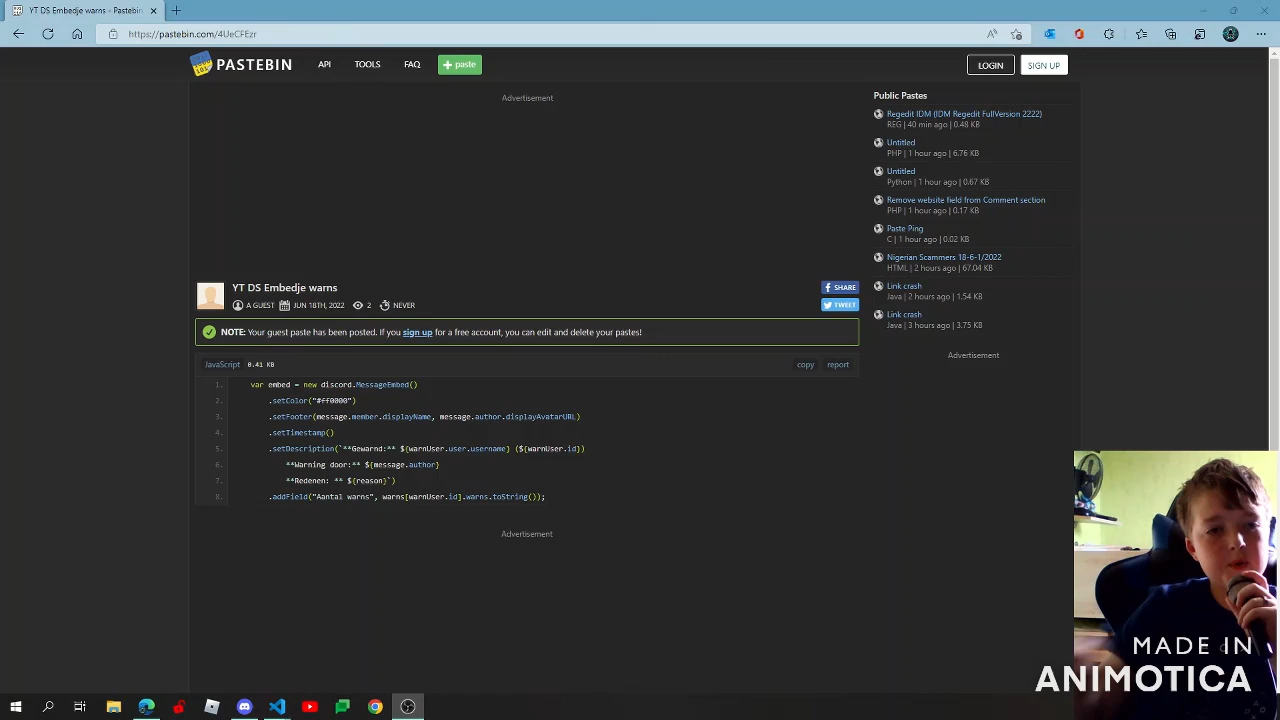 YT DS Embedje warns - Pastebin
https://pastebin.com/4UeCFEzr
PASTEBIN
API
TOOLS
FAQ
+ paste
LOGIN
SIGN UP
Advertisement
Public Pastes
Regedit IDM (IDM Regedit FullVersion 2222)
REG | 40 min ago | 0.48 KB
Untitled
PHP | 1 hour ago | 6.76 KB
Untitled
Python | 1 hour ago | 0.67 KB
Remove website field from Comment section
PHP | 1 hour ago | 0.17 KB
Paste Ping
C | 1 hour ago | 0.02 KB
Nigerian Scammers 18-6-1/2022
HTML | 2 hours ago | 67.04 KB
Link crash
Java | 2 hours ago | 1.54 KB
Link crash
Java | 3 hours ago | 3.75 KB
Advertisement
YT DS Embedje warns
A GUEST
JUN 18TH, 2022
2
NEVER
SHARE
TWEET
NOTE: Your guest paste has been posted. If you sign up for a free account, you can edit and delete your pastes!
JavaScript
0.41 KB
copy
report
1. var embed = new discord.MessageEmbed()
2. .setColor("#ff0000")
3. .setFooter(message.member.displayName, message.author.displayAvatarURL)
4. .setTimestamp()
5. .setDescription(`**Gewarnd:** ${warnUser.user.username} (${warnUser.id})
6. **Warning door:** ${message.author}
7. **Redenen: ** ${reason}`)
8. .addField("Aantal warns", warns[warnUser.id].warns.toString());
Advertisement
MADE IN
ANIMOTICA